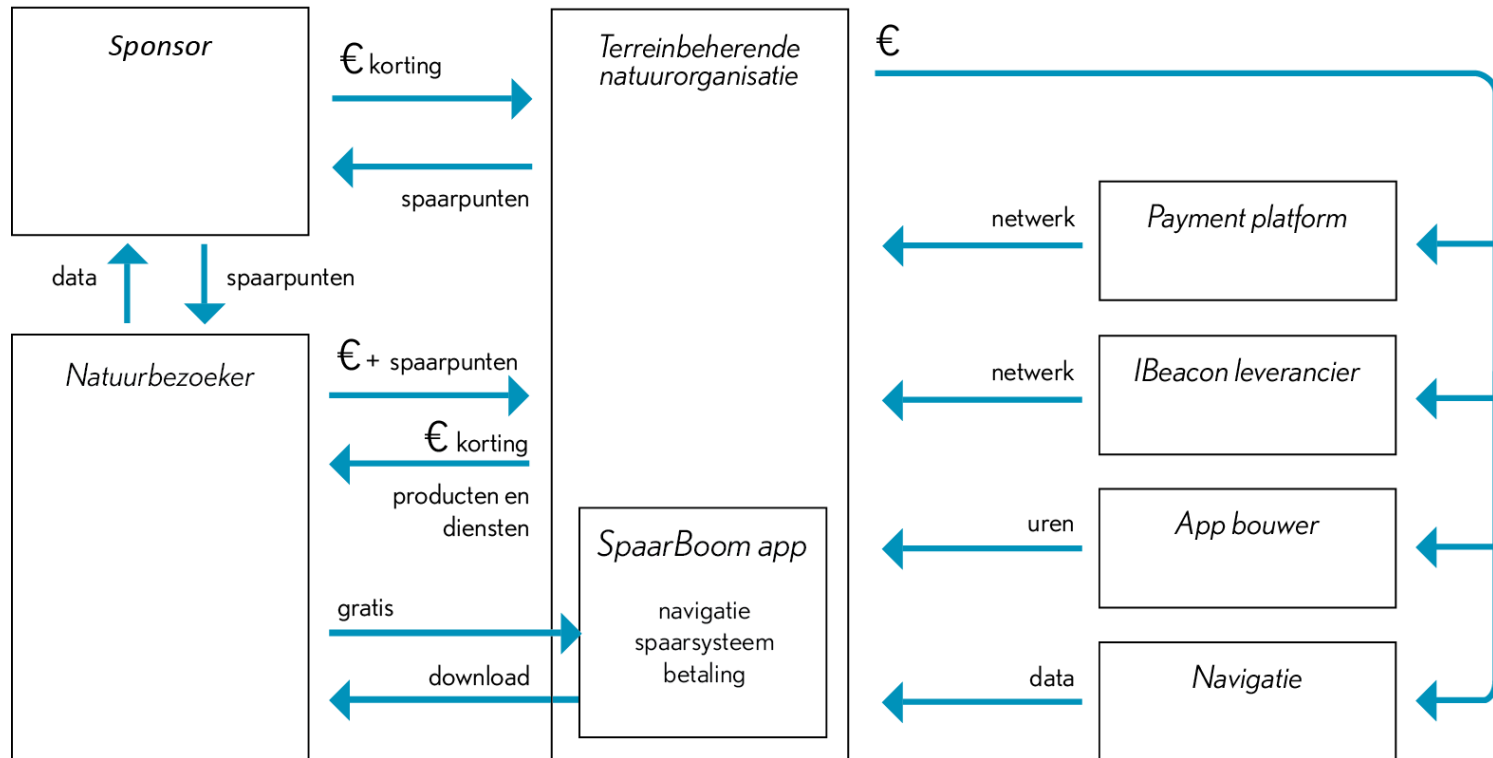 Sponsor
€ korting
spaarpunten
data
spaarpunten
Terreinbeherende
natuurorganisatie
€
Natuurbezoeker
€ + spaarpunten
€ korting
producten en
diensten
gratis
download
SpaarBoom app
navigatie
spaarsysteem
betaling
netwerk
Payment platform
netwerk
IBeacon leverancier
uren
App bouwer
data
Navigatie